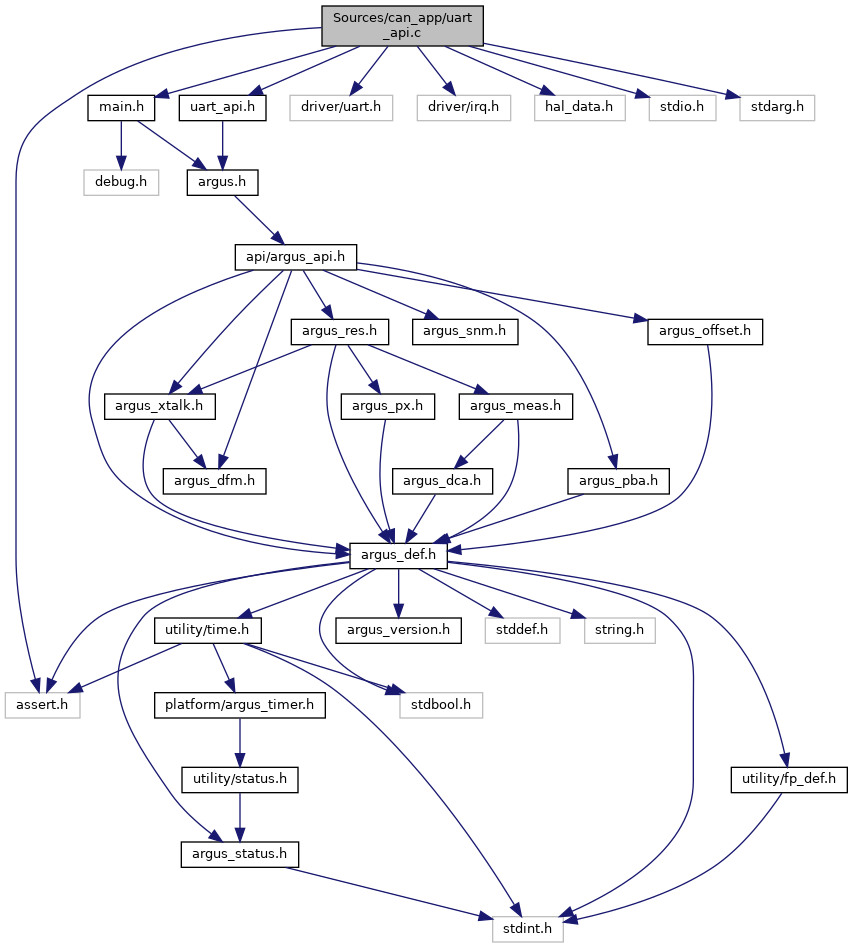 Sources/can_app/uart
_api.c
main.h
uart_api.h
driver/uart.h
driver/irq.h
hal_data.h
stdio.h
stdarg.h
debug.h
argus.h
api/argus_api.h
argus_res.h
argus_snm.h
argus_offset.h
argus_xtalk.h
argus_px.h
argus_meas.h
argus_dfm.h
argus_dca.h
argus_pba.h
argus_def.h
utility/time.h
argus_version.h
stddef.h
string.h
assert.h
platform/argus_timer.h
stdbool.h
utility/status.h
utility/fp_def.h
argus_status.h
stdint.h